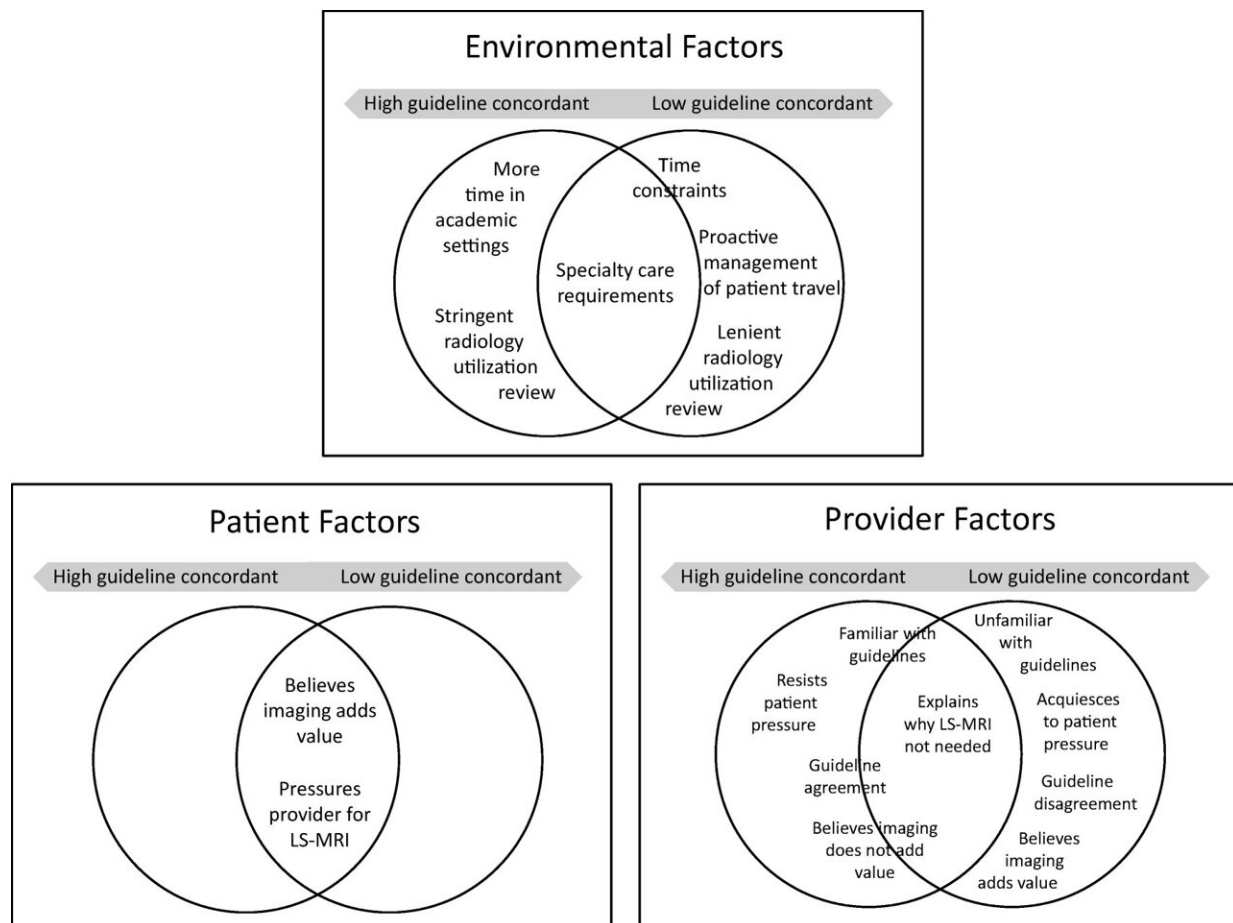 Environmental Factors
High guideline concordant
Low guideline concordant
More
time in
academic
settings
Stringent
radiology
utilization
review
Specialty care
requirements
Time
constraints
Proactive
management
of patient travel
Lenient
radiology
utilization
review
Patient Factors
High guideline concordant
Low guideline concordant
Believes
imaging adds
value
Pressures
provider for
LS-MRI
Provider Factors
High guideline concordant
Low guideline concordant
Familiar with
guidelines
Resists
patient
pressure
Guideline
agreement
Believes imaging
does not add
value
Explains
why LS-MRI
not needed
Unfamiliar
with
guidelines
Acquiesces
to patient
pressure
Guideline
disagreement
Believes
imaging
adds value